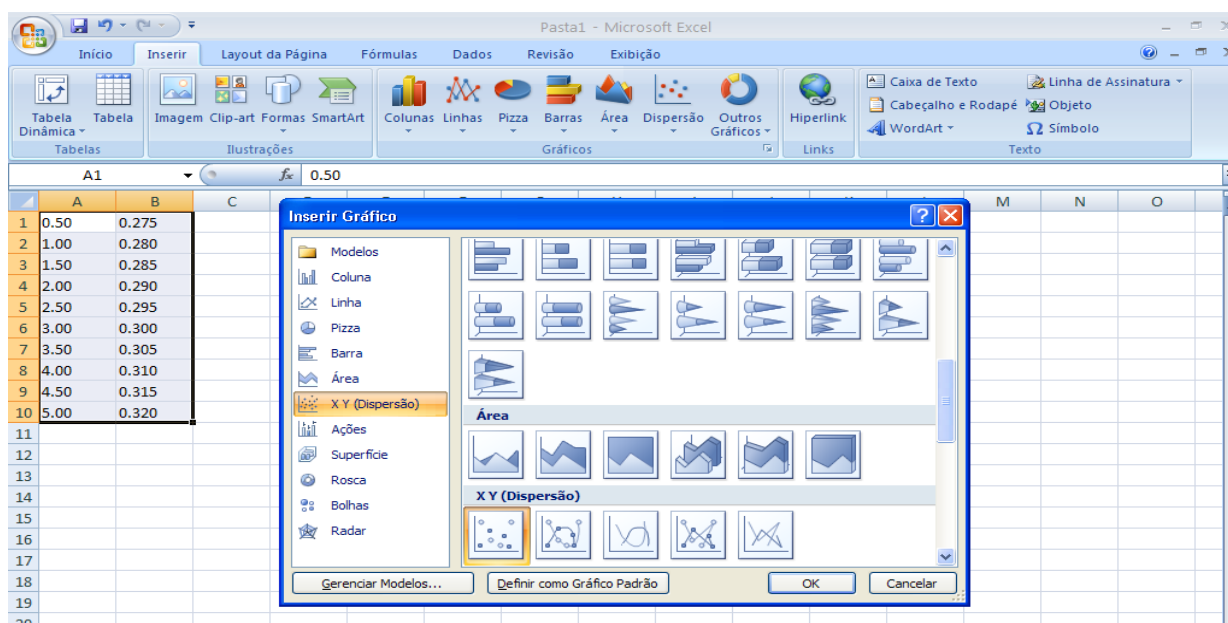 Pasta1 - Microsoft Excel
Início Inserir Layout da Página Fórmulas Dados Revisão Exibição
Tabela Dinâmica
Tabela
Tabelas
Imagem
Clip-art
Formas
SmartArt
Ilustrações
Colunas
Linhas
Pizza
Barras
Área
Dispersão
Outros Gráficos
Gráficos
Hiperlink
Links
Caixa de Texto
Cabeçalho e Rodapé
WordArt
Linha de Assinatura
Objeto
Símbolo
Texto
A1 fx 0.50
A B C M N O
1 0.50 0.275
2 1.00 0.280
3 1.50 0.285
4 2.00 0.290
5 2.50 0.295
6 3.00 0.300
7 3.50 0.305
8 4.00 0.310
9 4.50 0.315
10 5.00 0.320
11
12
13
14
15
16
17
18
19
Inserir Gráfico
Modelos
Coluna
Linha
Pizza
Barra
Área
X Y (Dispersão)
Ações
Superfície
Rosca
Bolhas
Radar
Área
X Y (Dispersão)
Gerenciar Modelos...
Definir como Gráfico Padrão
OK
Cancelar